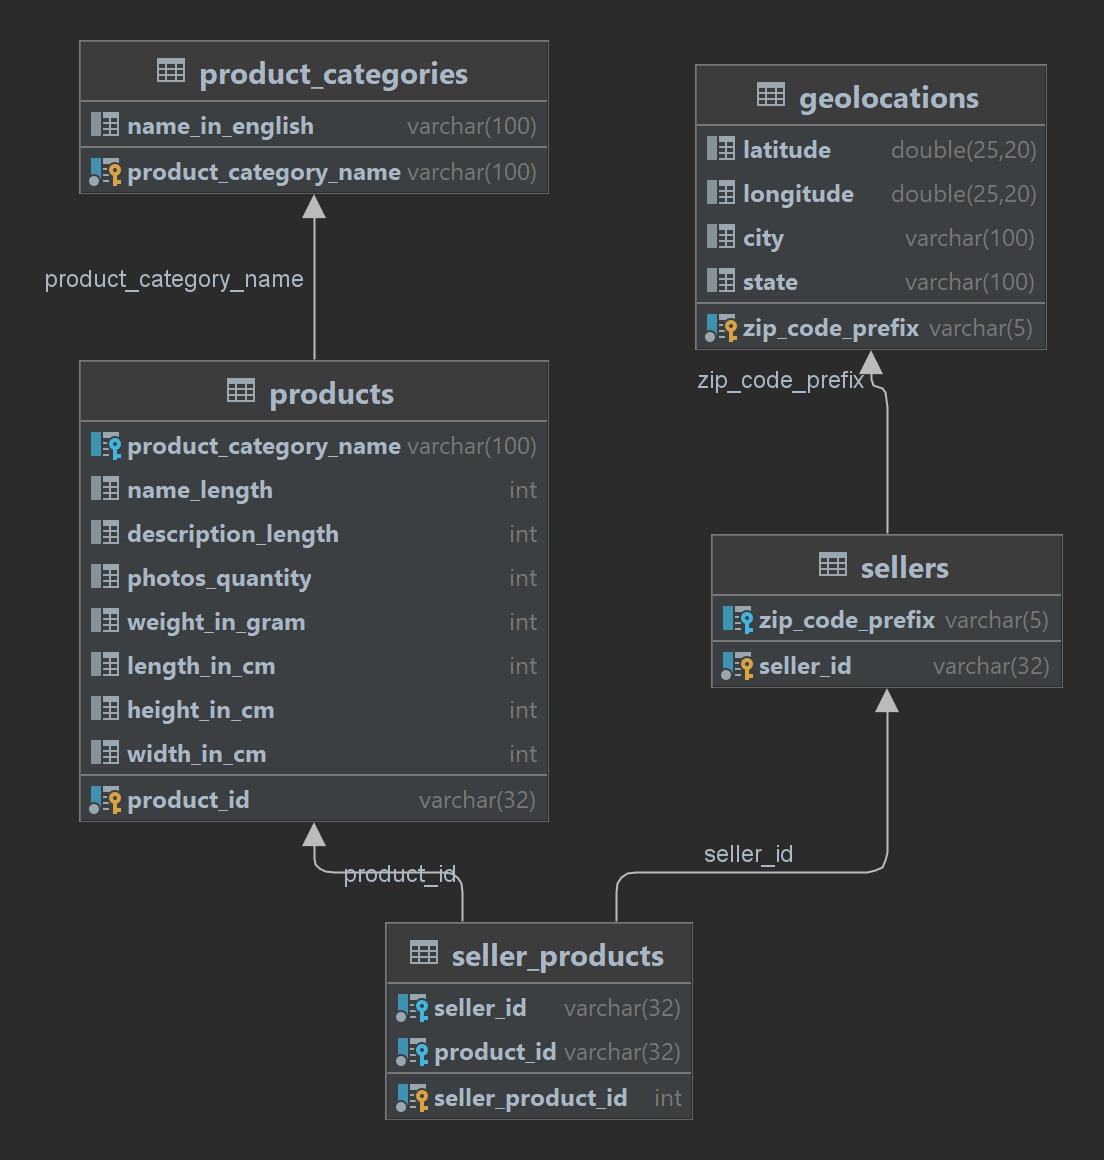 product_categories
name_in_english varchar(100)
product_category_name varchar(100)
product_category_name
products
product_category_name varchar(100)
name_length int
description_length int
photos_quantity int
weight_in_gram int
length_in_cm int
height_in_cm int
width_in_cm int
product_id varchar(32)
product_id
geolocations
latitude double(25,20)
longitude double(25,20)
city varchar(100)
state varchar(100)
zip_code_prefix varchar(5)
zip_code_prefix
sellers
zip_code_prefix varchar(5)
seller_id varchar(32)
seller_id
seller_products
seller_id varchar(32)
product_id varchar(32)
seller_product_id int